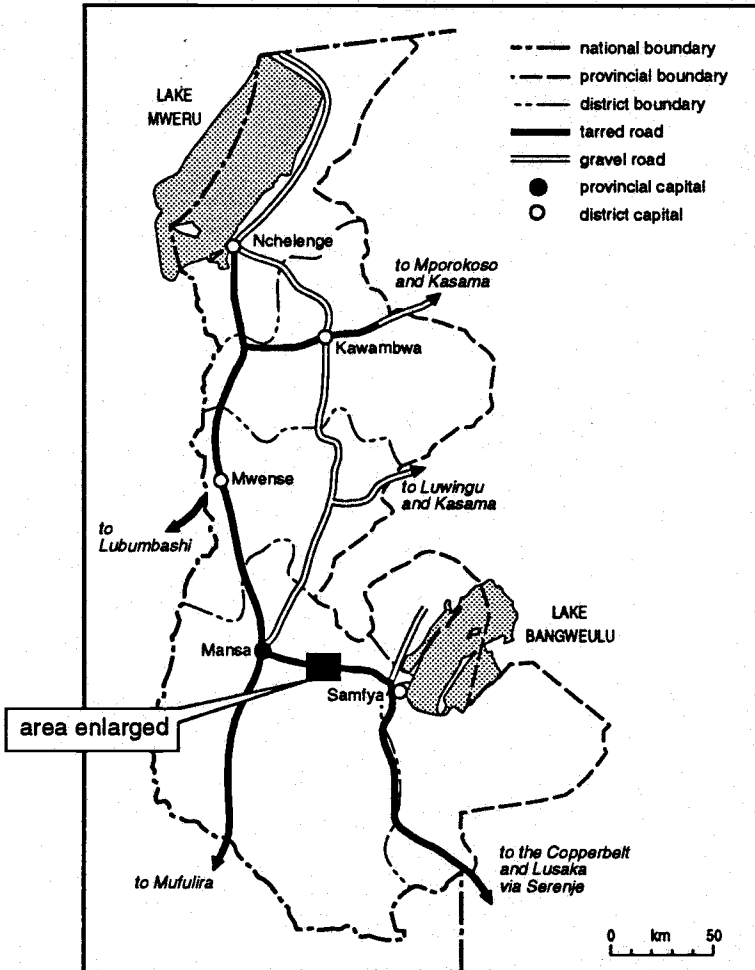 LAKE
MWERU
national boundary
provincial boundary
district boundary
tarred road
gravel road
provincial capital
district capital
Nchelenge
to Mporokoso
and Kasama
Kawambwa
Mwense
to Luwingu
and Kasama
to
Lubumbashi
LAKE
BANGWEULU
Mansa
Samfya
area enlarged
to Mufulira
to the Copperbelt
and Lusaka
via Serenje
0 km 50